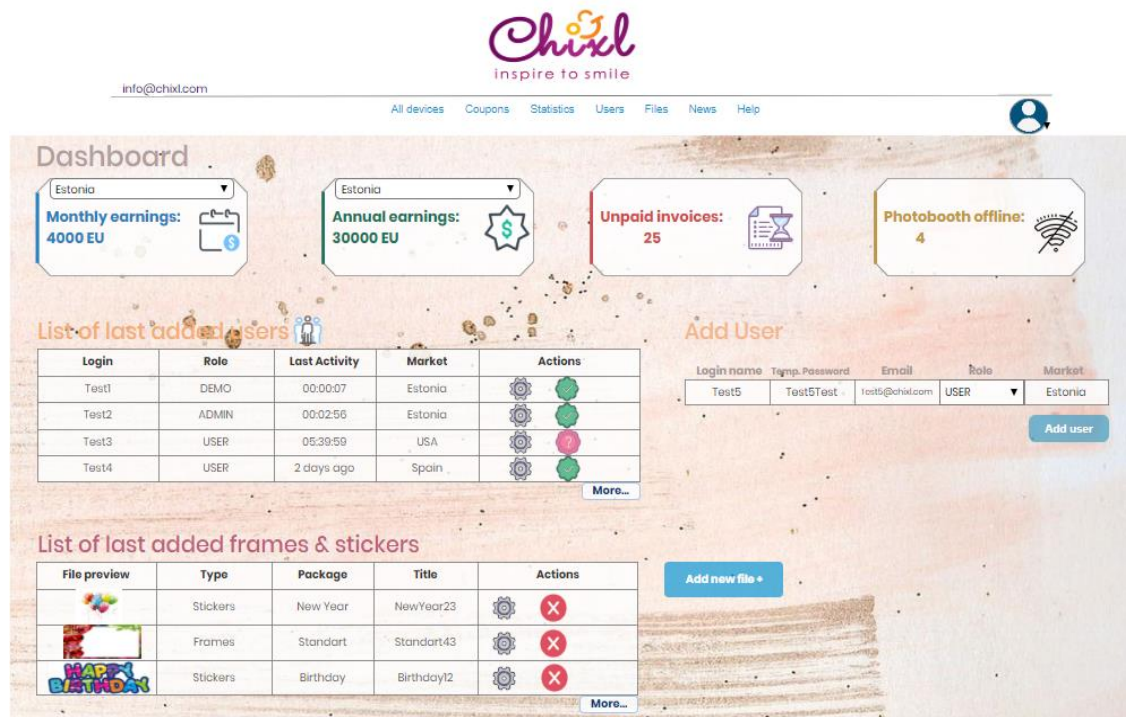 Chixl
inspire to smile
info@chixl.com
All devices Coupons Statistics Users Files News Help
Dashboard
Estonia
Monthly earnings:
4000 EU
Estonia
Annual earnings:
30000 EU
Unpaid invoices:
25
Photobooth offline:
4
List of last added users
Login Role Last Activity Market Actions
Test1 DEMO 00:00:07 Estonia
Test2 ADMIN 00:02:56 Estonia
Test3 USER 05:39:59 USA
Test4 USER 2 days ago Spain
More...
Add User
Login name Temp. Password Email Role Market
Test5 Test5Test Test5@chixl.com USER Estonia
Add user
List of last added frames & stickers
File preview Type Package Title Actions
Stickers New Year NewYear23
Frames Standart Standart43
HAPPY
BIRTHDAY
Stickers Birthday Birthday12
More...
Add new file +